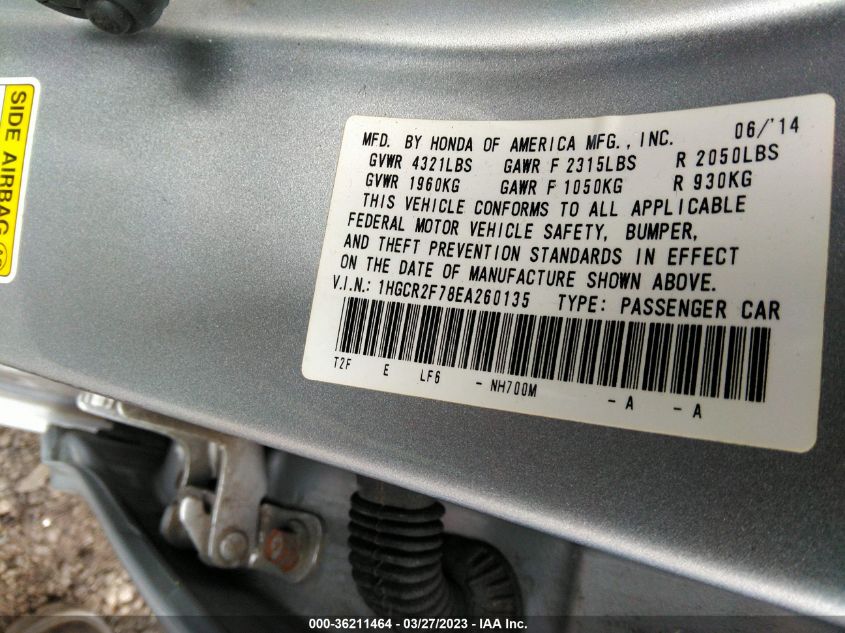 SIDE AIRBAG
MFD. BY HONDA OF AMERICA MFG., INC. 06/'14
GVWR 4321LBS GAWR F 2315LBS R 2050LBS
GVWR 1960KG GAWR F 1050KG R 930KG
THIS VEHICLE CONFORMS TO ALL APPLICABLE
FEDERAL MOTOR VEHICLE SAFETY, BUMPER,
AND THEFT PREVENTION STANDARDS IN EFFECT
ON THE DATE OF MANUFACTURE SHOWN ABOVE.
V.I.N.: 1HGCR2F78EA260135 TYPE: PASSENGER CAR
T2F E LF6 - NH700M - A - A
000-36211464 - 03/27/2023 - IAA Inc.